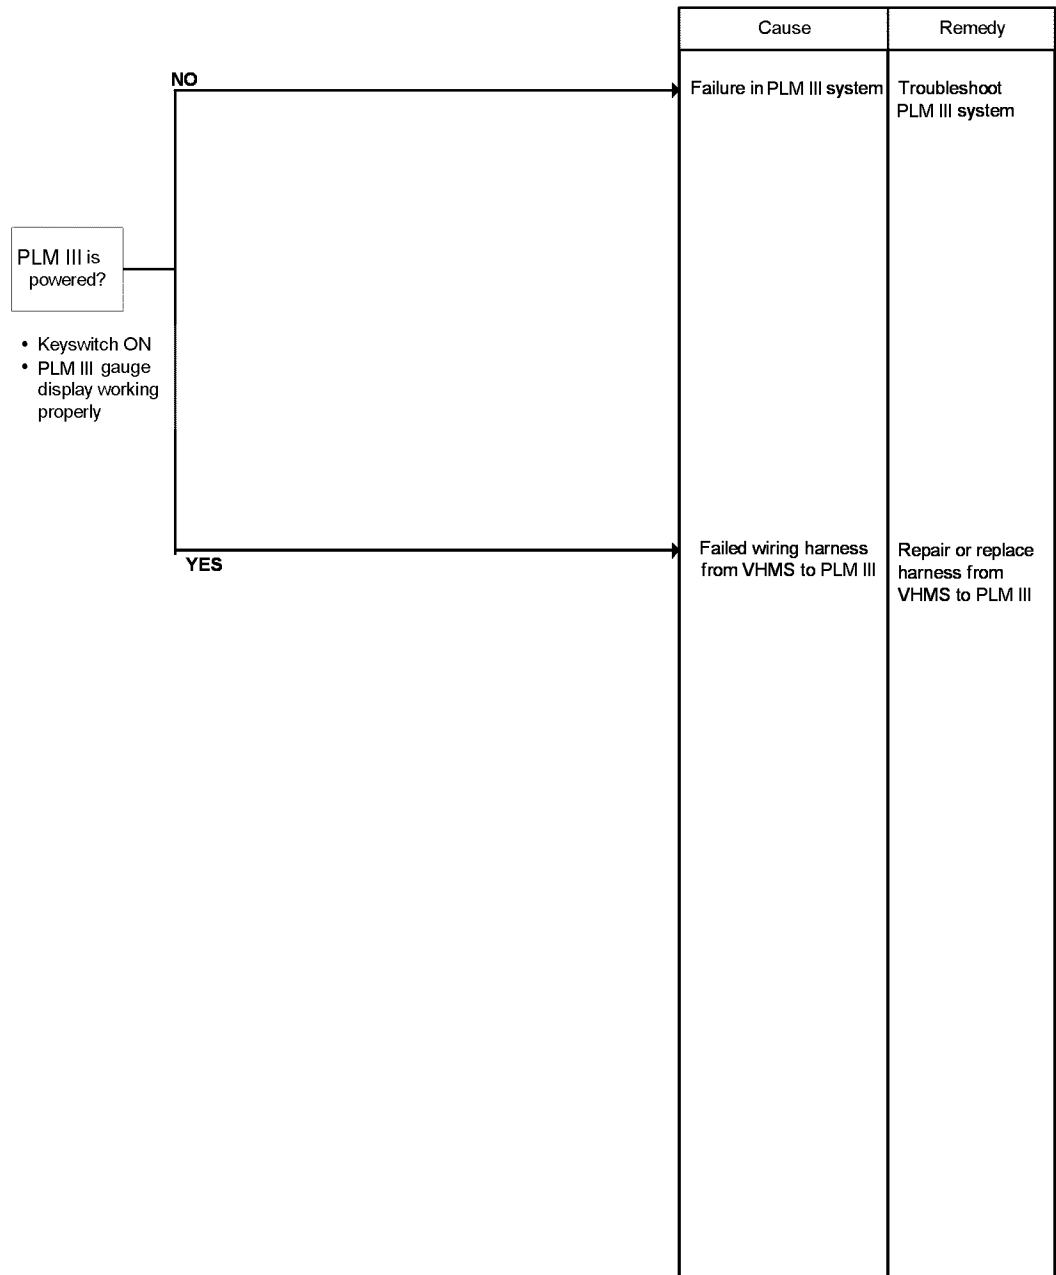 Cause
Remedy
NO
Failure in PLM III system
Troubleshoot
PLM III system
PLM III is
powered?
• Keyswitch ON
• PLM III gauge
display working
properly
YES
Failed wiring harness
from VHMS to PLM III
Repair or replace
harness from
VHMS to PLM III